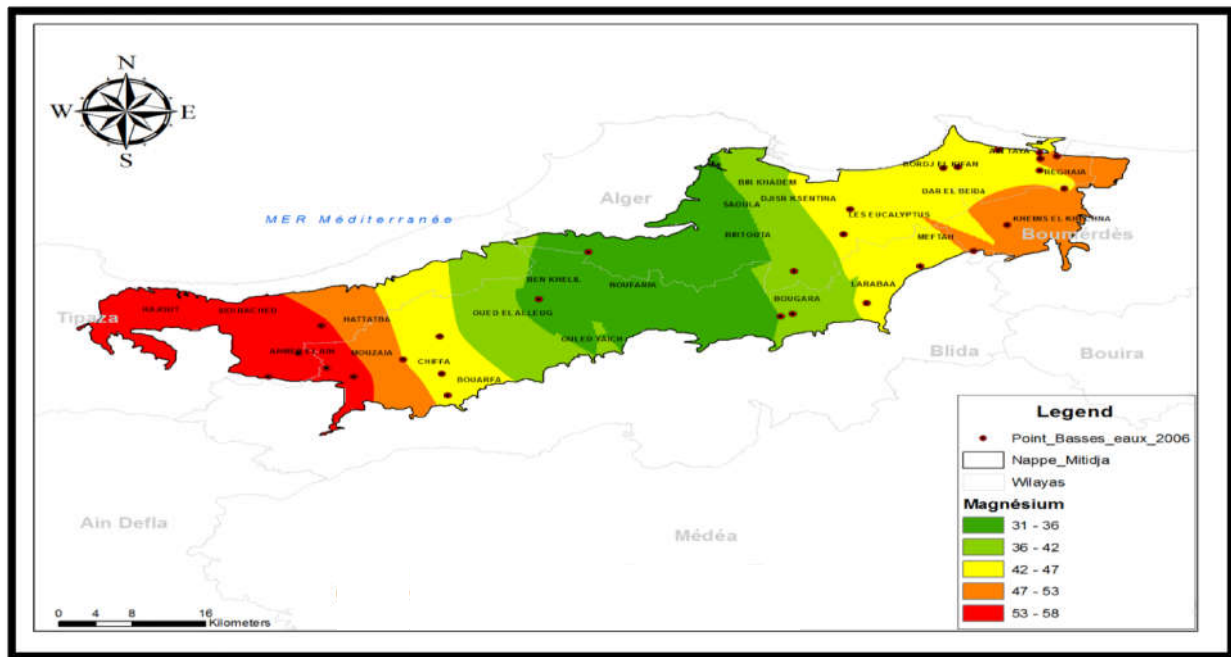 N
W E
S
MER Méditerranée
Alger
BIR KHADEM
SAOULA
DJISR KSENTINA
BIRTOUTA
BORDJ EL KIFAN
AIN TAYA
REGHAIA
DAR EL BEIDA
LES EUCALYPTUS
KHEMIS EL KHECHNA
Boumérdès
MEFTAH
LARABAA
BOUGARA
BEN KHELIL
BOUFARIK
OUED EL ALLEUG
OULED YAICH
HATTATBA
MOUZAIA
CHIFFA
BOUARFA
Tipaza
Blida
Bouira
Ain Defla
Médéa
Legend
Point_Basses_eaux_2006
Nappe_Mitidja
Wilayas
Magnésium
31 - 36
36 - 42
42 - 47
47 - 53
53 - 58
0 4 8 16
Kilometers